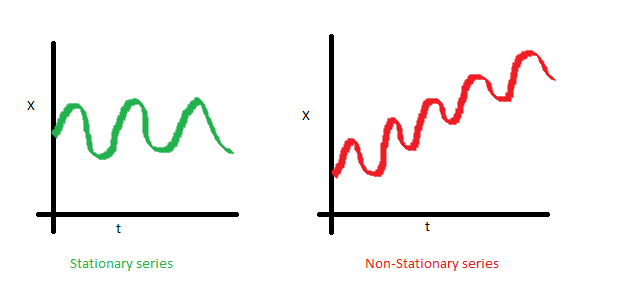 X
t
Stationary series
X
t
Non-Stationary series